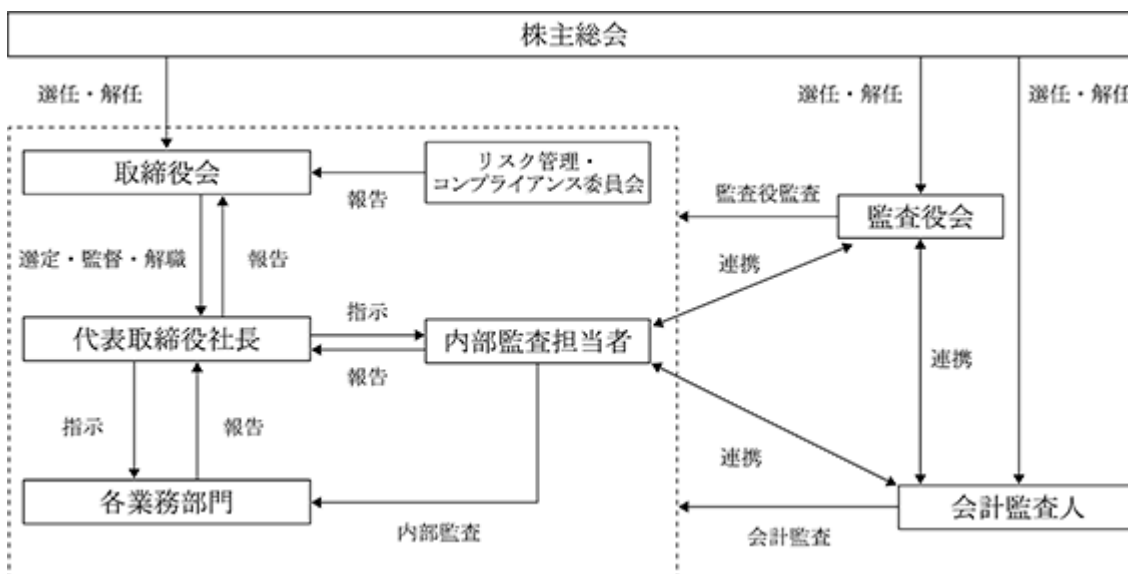 株主総会
選任・解任
選任・解任
選任・解任
取締役会
リスク管理・
コンプライアンス委員会
報告
監査役監査
監査役会
選定・監督・解職
報告
連携
代表取締役社長
指示
内部監査担当者
報告
連携
指示
報告
連携
各業務部門
会計監査人
内部監査
会計監査